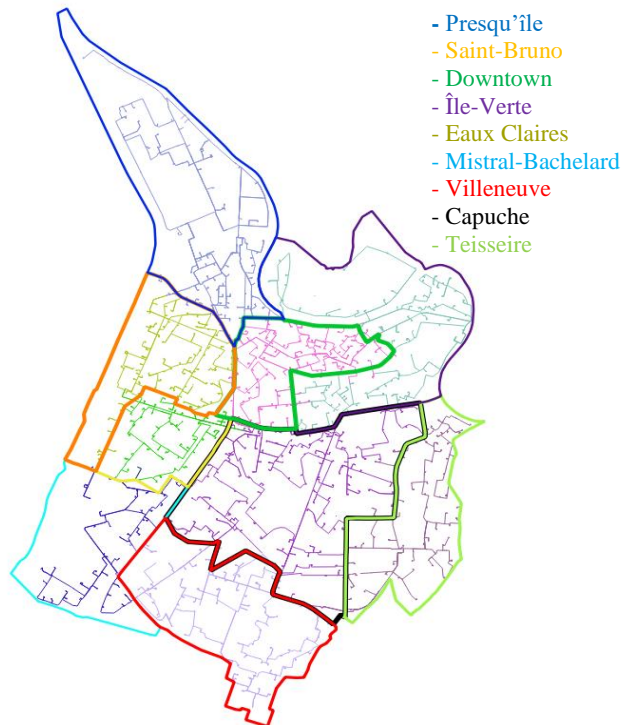 - Presqu’île
- Saint-Bruno
- Downtown
- Île-Verte
- Eaux Claires
- Mistral-Bachelard
- Villeneuve
- Capuche
- Teisseire